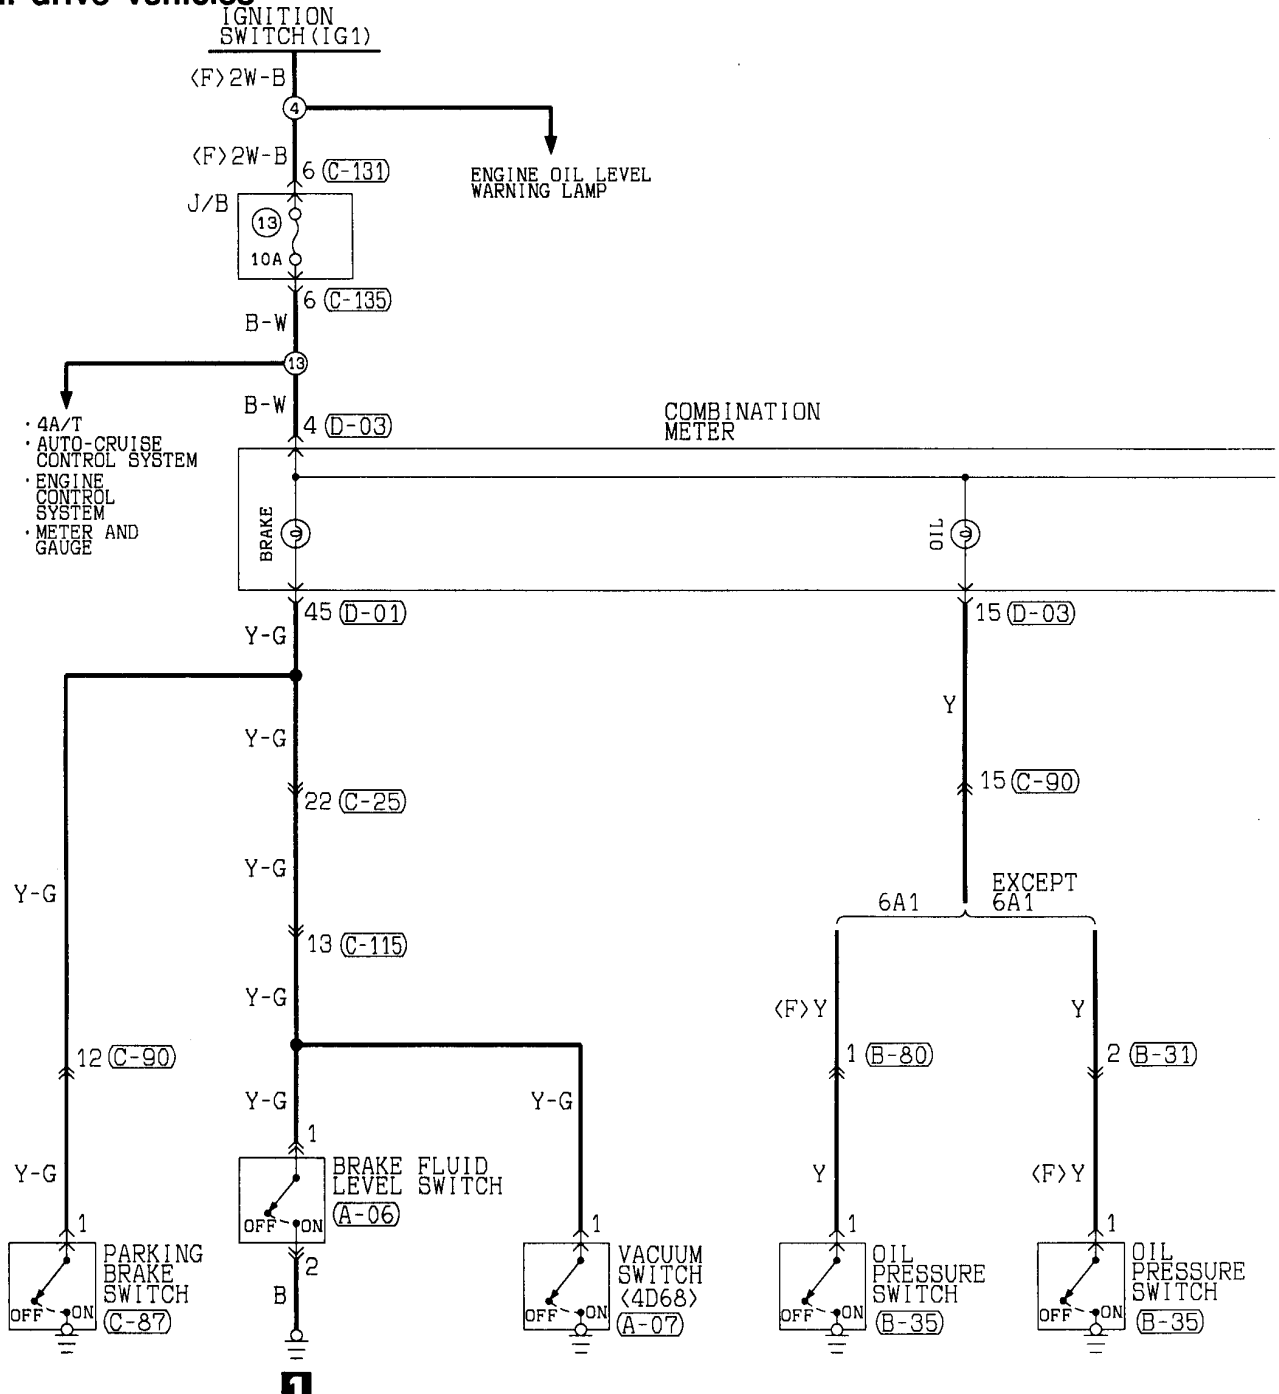 drive vehicles
IGNITION
SWITCH(IG1)
<F>2W-B
4
<F>2W-B
6 C-131
ENGINE OIL LEVEL
WARNING LAMP
J/B
13
10A
6 C-135
B-W
13
B-W
4 D-03
· 4A/T
· AUTO-CRUISE
CONTROL SYSTEM
· ENGINE
CONTROL
SYSTEM
· METER AND
GAUGE
COMBINATION
METER
BRAKE
OIL
45 D-01
15 D-03
Y-G
Y
Y-G
15 C-90
22 C-25
Y-G
Y-G
6A1
EXCEPT
6A1
13 C-115
Y-G
<F>Y
Y
12 C-90
1 B-80
2 B-31
Y-G
Y-G
1
Y-G
Y
<F>Y
BRAKE FLUID
LEVEL SWITCH
A-06
OFF ON
2
B
1
PARKING
BRAKE
SWITCH
C-87
OFF ON
1
VACUUM
SWITCH
<4D68>
A-07
OFF ON
1
OIL
PRESSURE
SWITCH
B-35
OFF ON
1
OIL
PRESSURE
SWITCH
B-35
OFF ON
1